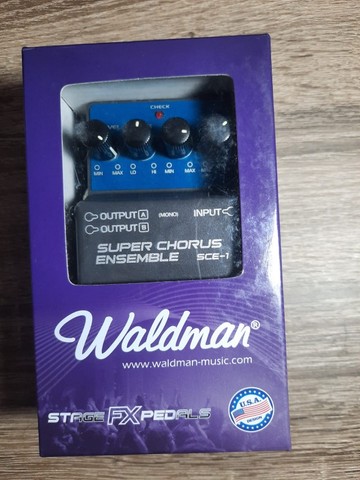 CHECK
MIN MAX LO HI MIN MAX
OUTPUT A (MONO) INPUT
OUTPUT B
SUPER CHORUS
ENSEMBLE SCE-1
Waldman®
www.waldman-music.com
STAGE FX PEDALS
U.S.A.